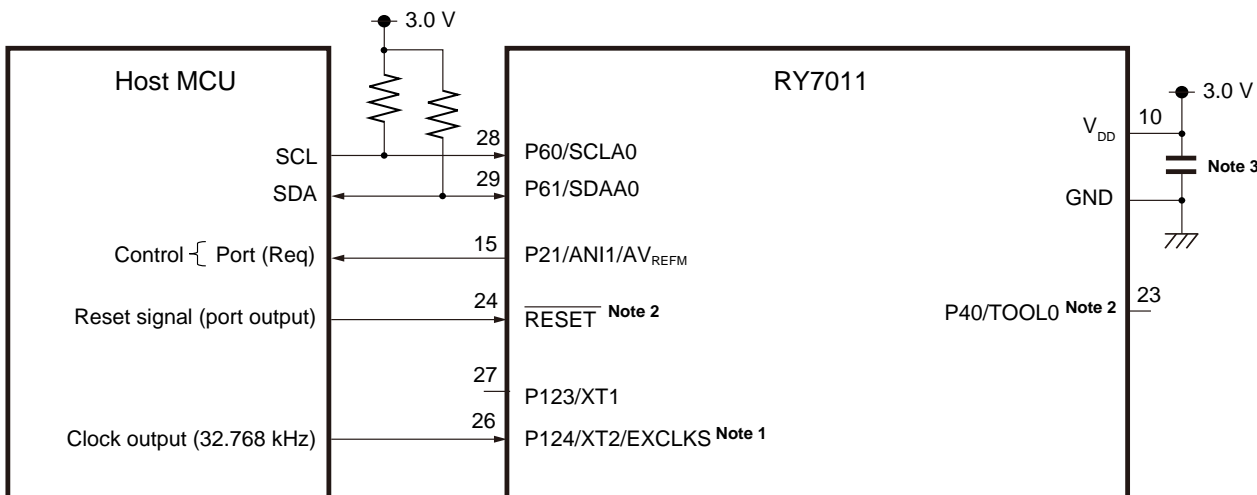 3.0 V
Host MCU
RY7011
3.0 V
10
V_DD
Note 3
GND
SCL
28
P60/SCLA0
SDA
29
P61/SDAA0
Control { Port (Req)
15
P21/ANI1/AV_REFM
Reset signal (port output)
24
RESET Note 2
P40/TOOL0 Note 2
23
27
P123/XT1
Clock output (32.768 kHz)
26
P124/XT2/EXCLKS Note 1